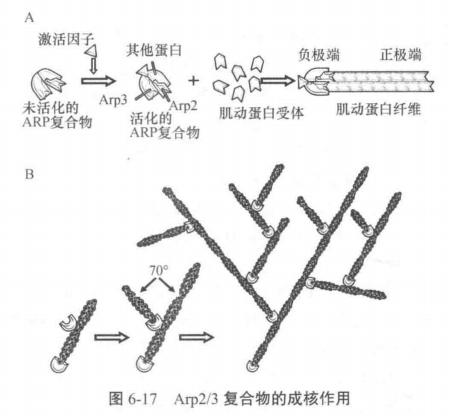 A
激活因子
其他蛋白
负极端 正极端
Arp3
Arp2
未活化的
ARP复合物
活化的
ARP复合物
肌动蛋白受体
肌动蛋白纤维
B
70°
图 6-17 Arp2/3 复合物的成核作用